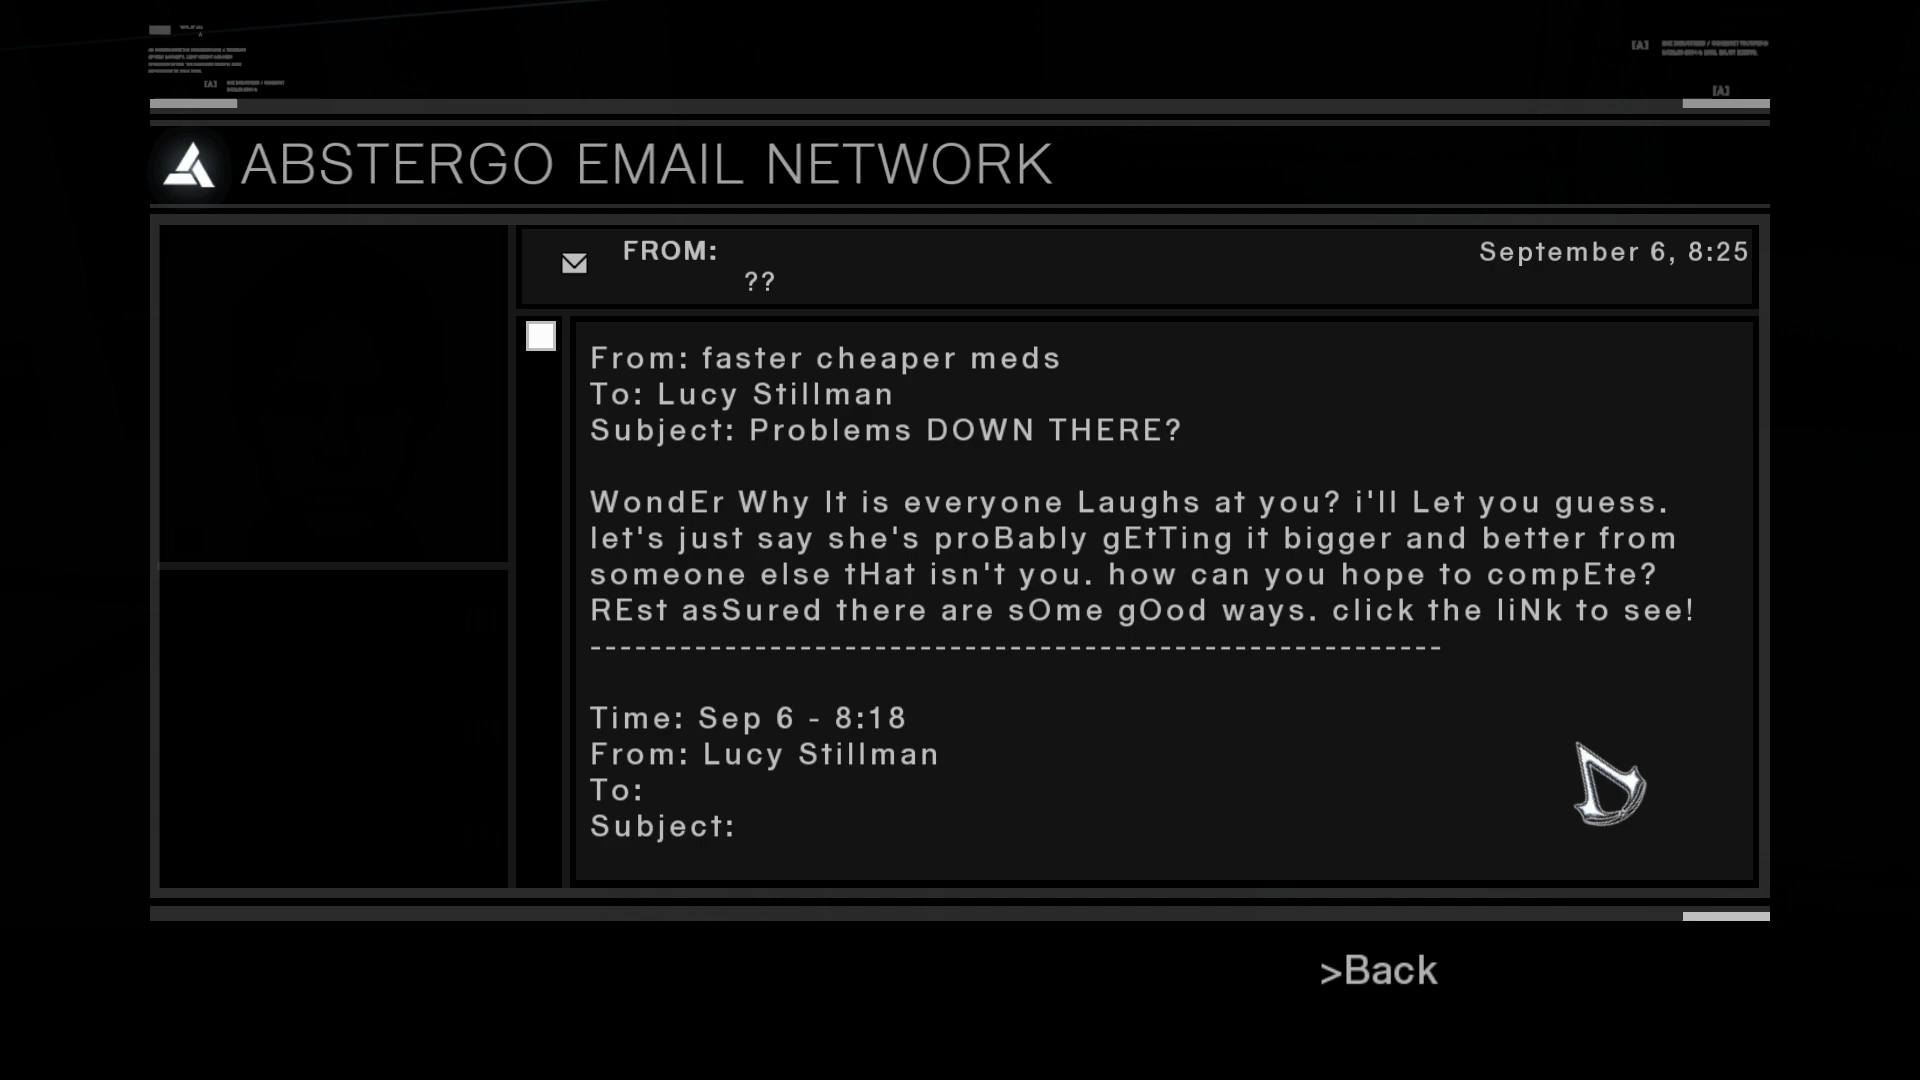 ABSTERGO EMAIL NETWORK
FROM:
??
September 6, 8:25
From: faster cheaper meds
To: Lucy Stillman
Subject: Problems DOWN THERE?
WondEr Why It is everyone Laughs at you? i'll Let you guess.
let's just say she's proBably gEtTing it bigger and better from
someone else tHat isn't you. how can you hope to compEte?
REst asSured there are sOme gOod ways. click the liNk to see!
---------------------------------------------------------
Time: Sep 6 - 8:18
From: Lucy Stillman
To:
Subject:
>Back
[A]
[A]
[A]